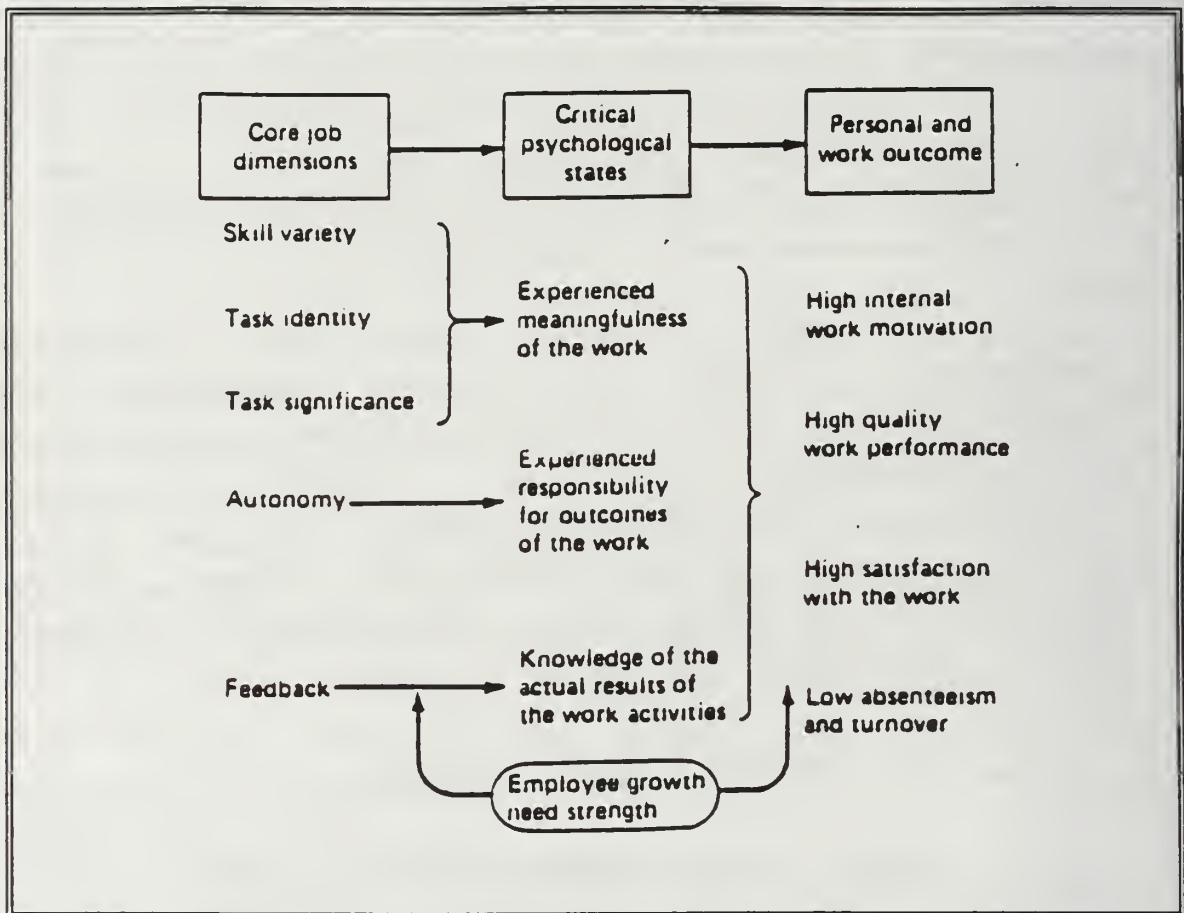 Core job
dimensions
Critical
psychological
states
Personal and
work outcome
Skill variety
Task identity
Task significance
Experienced
meaningfulness
of the work
Autonomy
Experienced
responsibility
for outcomes
of the work
Feedback
Knowledge of the
actual results of
the work activities
High internal
work motivation
High quality
work performance
High satisfaction
with the work
Low absenteeism
and turnover
Employee growth
need strength